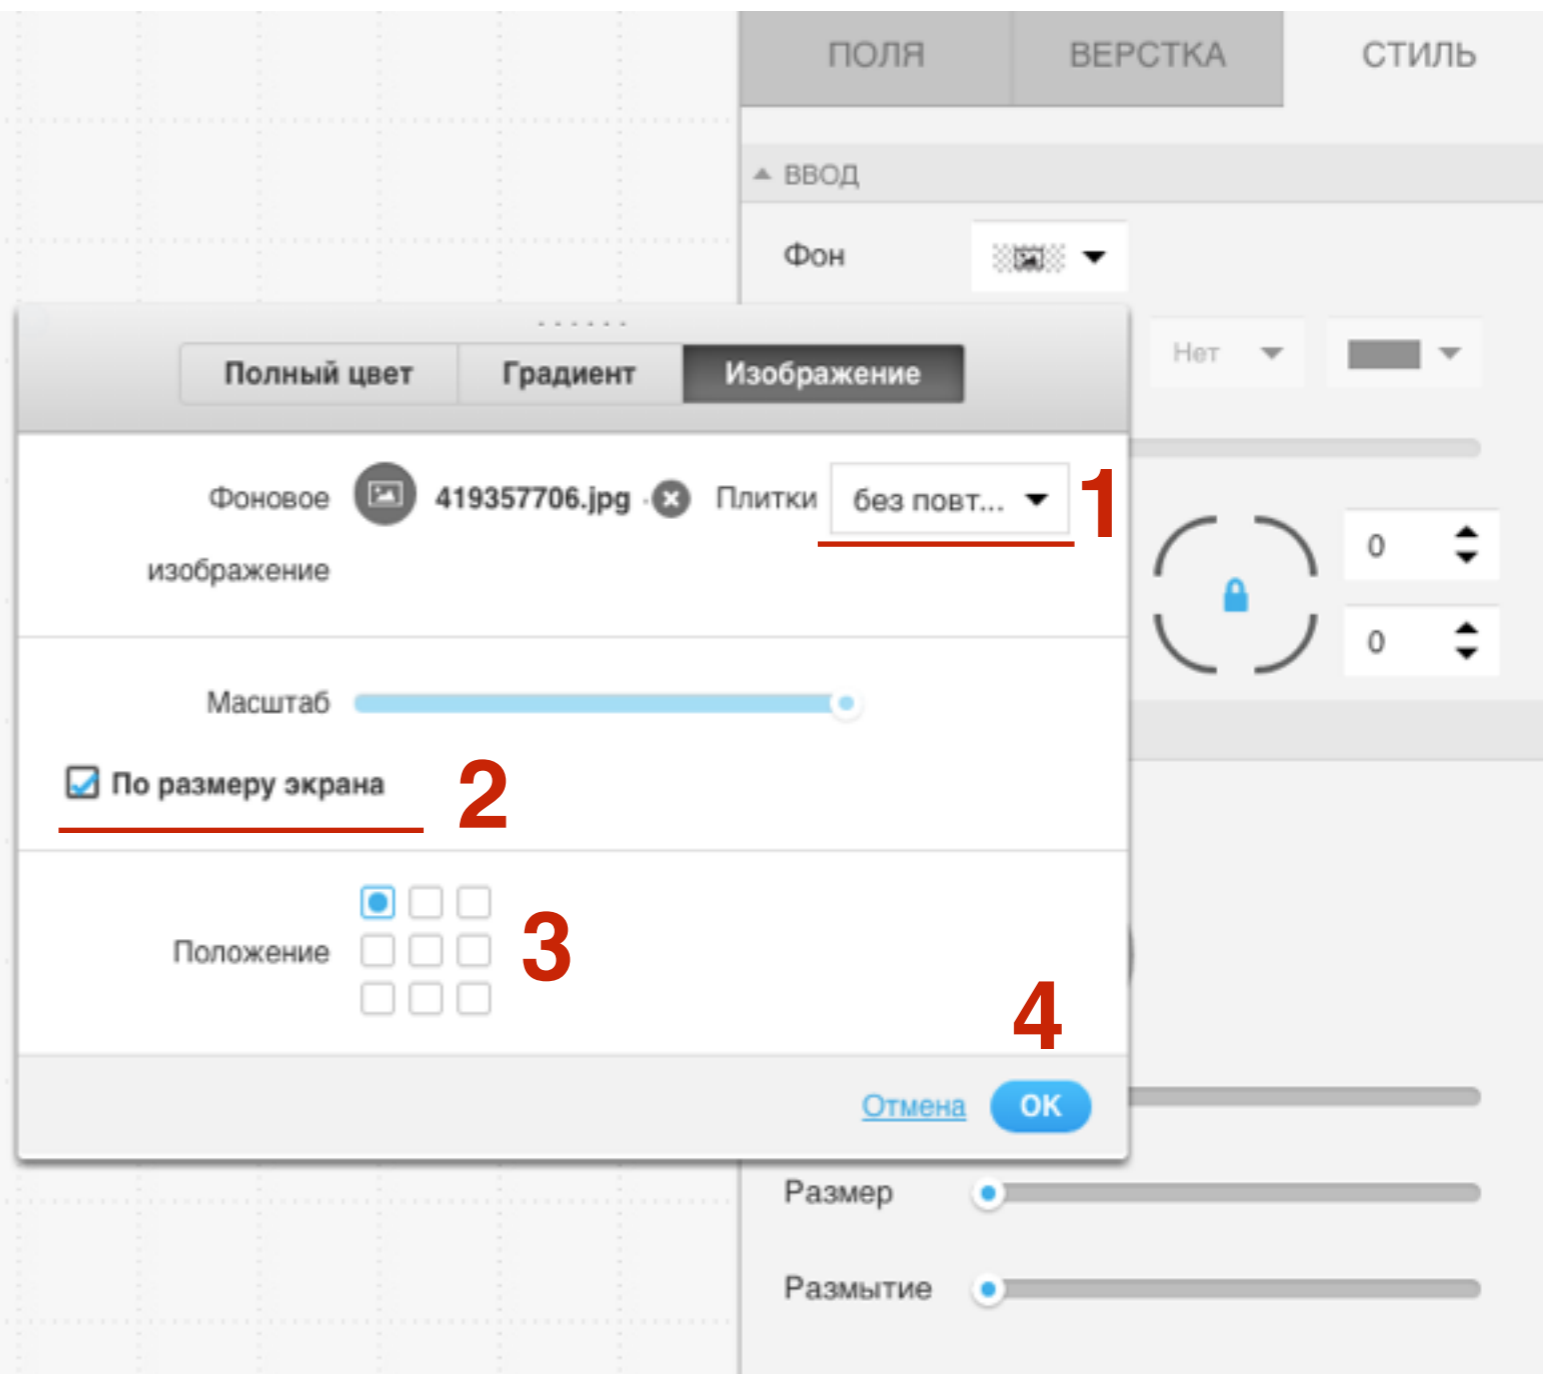 ПОЛЯ ВЕРСТКА СТИЛЬ
ВВОД
Фон
Нет
Полный цвет Градиент Изображение
Фоновое изображение 419357706.jpg Плитки без повт... 1
0
0
Масштаб
По размеру экрана 2
Положение 3
4
Отмена OK
Размер
Размытие